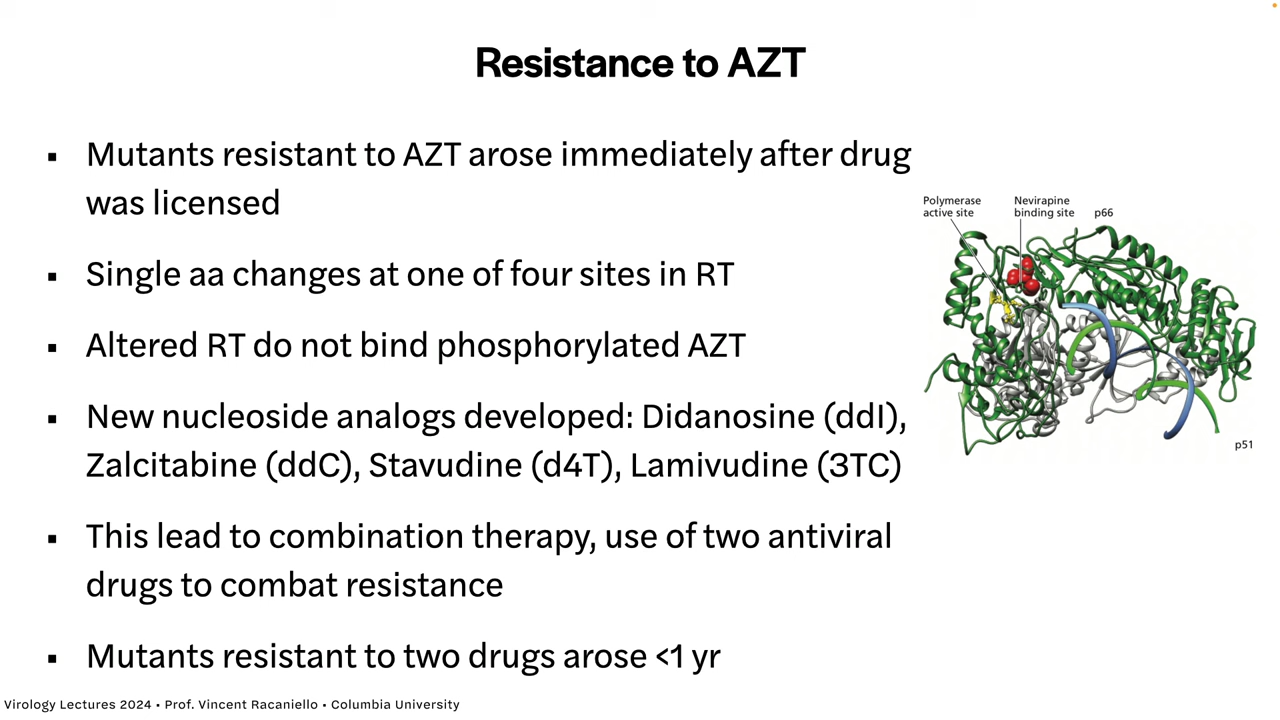 Resistance to AZT
▪ Mutants resistant to AZT arose immediately after drug
was licensed
▪ Single aa changes at one of four sites in RT
▪ Altered RT do not bind phosphorylated AZT
▪ New nucleoside analogs developed: Didanosine (ddI),
Zalcitabine (ddC), Stavudine (d4T), Lamivudine (3TC)
▪ This lead to combination therapy, use of two antiviral
drugs to combat resistance
▪ Mutants resistant to two drugs arose <1 yr
Polymerase
active site
Nevirapine
binding site
p66
p51
Virology Lectures 2024 • Prof. Vincent Racaniello • Columbia University